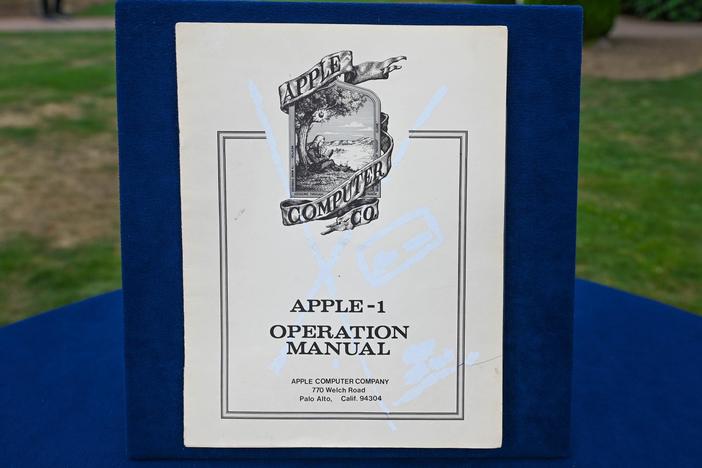 APPLE
COMPUTER
CO
APPLE-1
OPERATION
MANUAL
APPLE COMPUTER COMPANY
770 Welch Road
Palo Alto, Calif. 94304